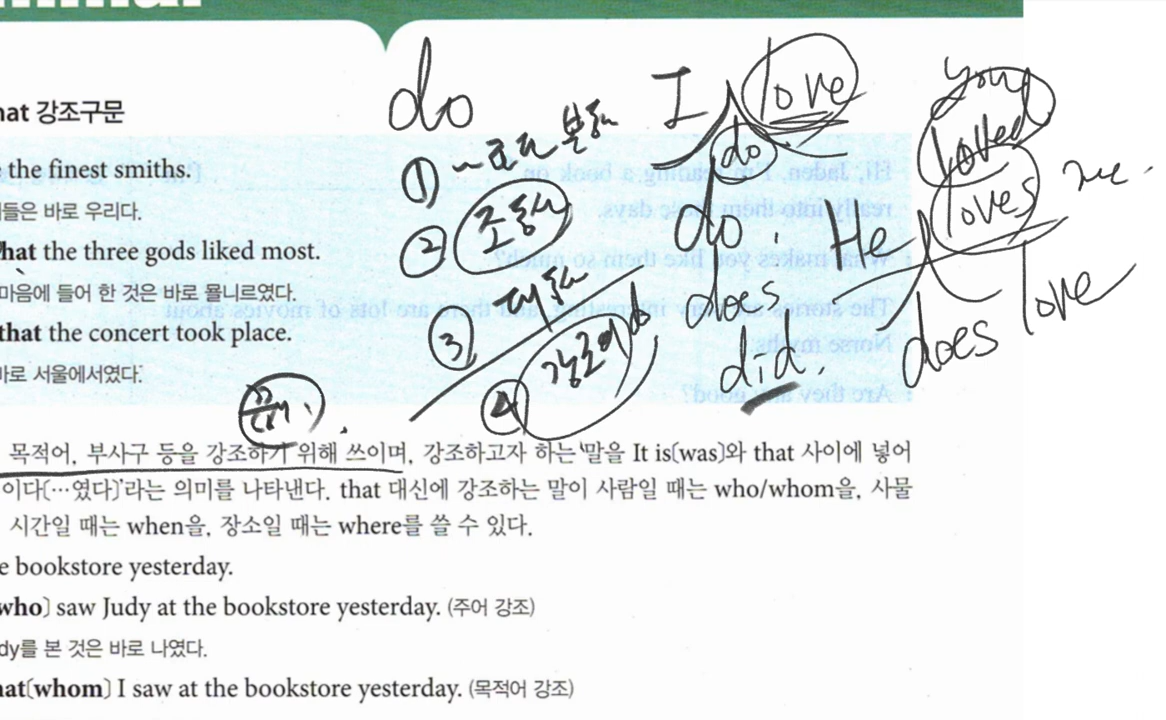 hat 강조구문
do
I love you
do.
loved
① ~하다 본동사
the finest smiths.
② 조동사
do.
He loves me.
들은 바로 우리다.
hat the three gods liked most.
③ 대동사
does
does love
마음에 들어 한 것은 바로 묠니르였다.
that the concert took place.
④ 강조의 do
did.
바로 서울에서였다.
목적어, 부사구 등을 강조하기 위해 쓰이며, 강조하고자 하는 말을 It is(was)와 that 사이에 넣어
이다(…였다)'라는 의미를 나타낸다. that 대신에 강조하는 말이 사람일 때는 who/whom을, 사물
시간일 때는 when을, 장소일 때는 where를 쓸 수 있다.
e bookstore yesterday.
who) saw Judy at the bookstore yesterday. (주어 강조)
dy를 본 것은 바로 나였다.
hat(whom) I saw at the bookstore yesterday. (목적어 강조)